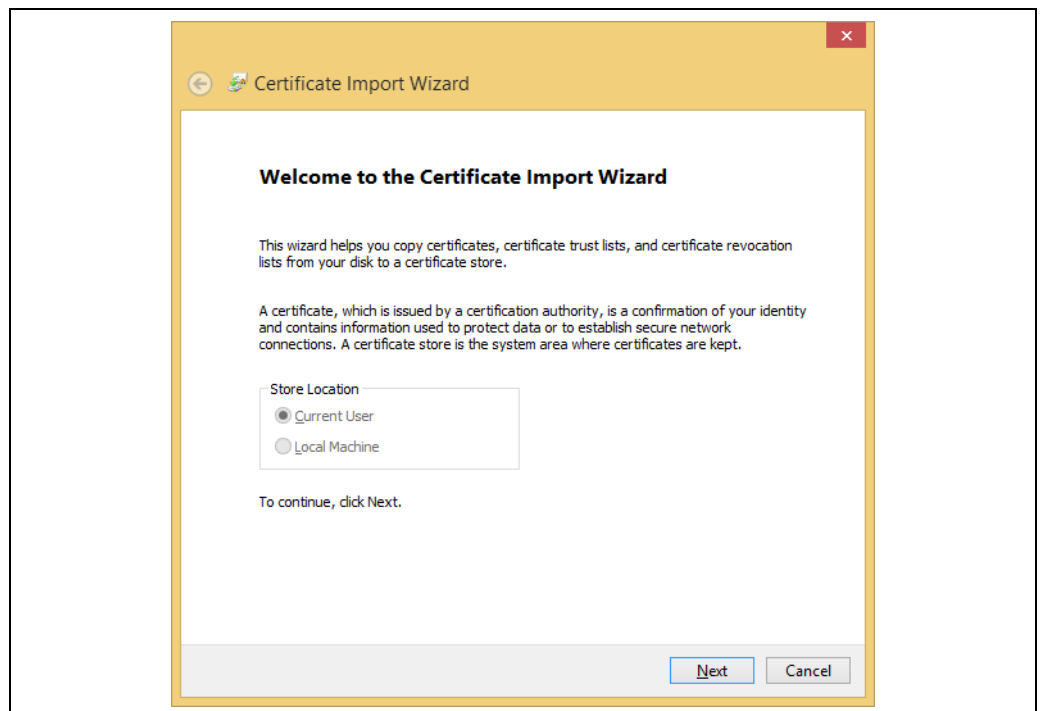 Certificate Import Wizard
Welcome to the Certificate Import Wizard
This wizard helps you copy certificates, certificate trust lists, and certificate revocation
lists from your disk to a certificate store.
A certificate, which is issued by a certification authority, is a confirmation of your identity
and contains information used to protect data or to establish secure network
connections. A certificate store is the system area where certificates are kept.
Store Location
Current User
Local Machine
To continue, click Next.
Next Cancel